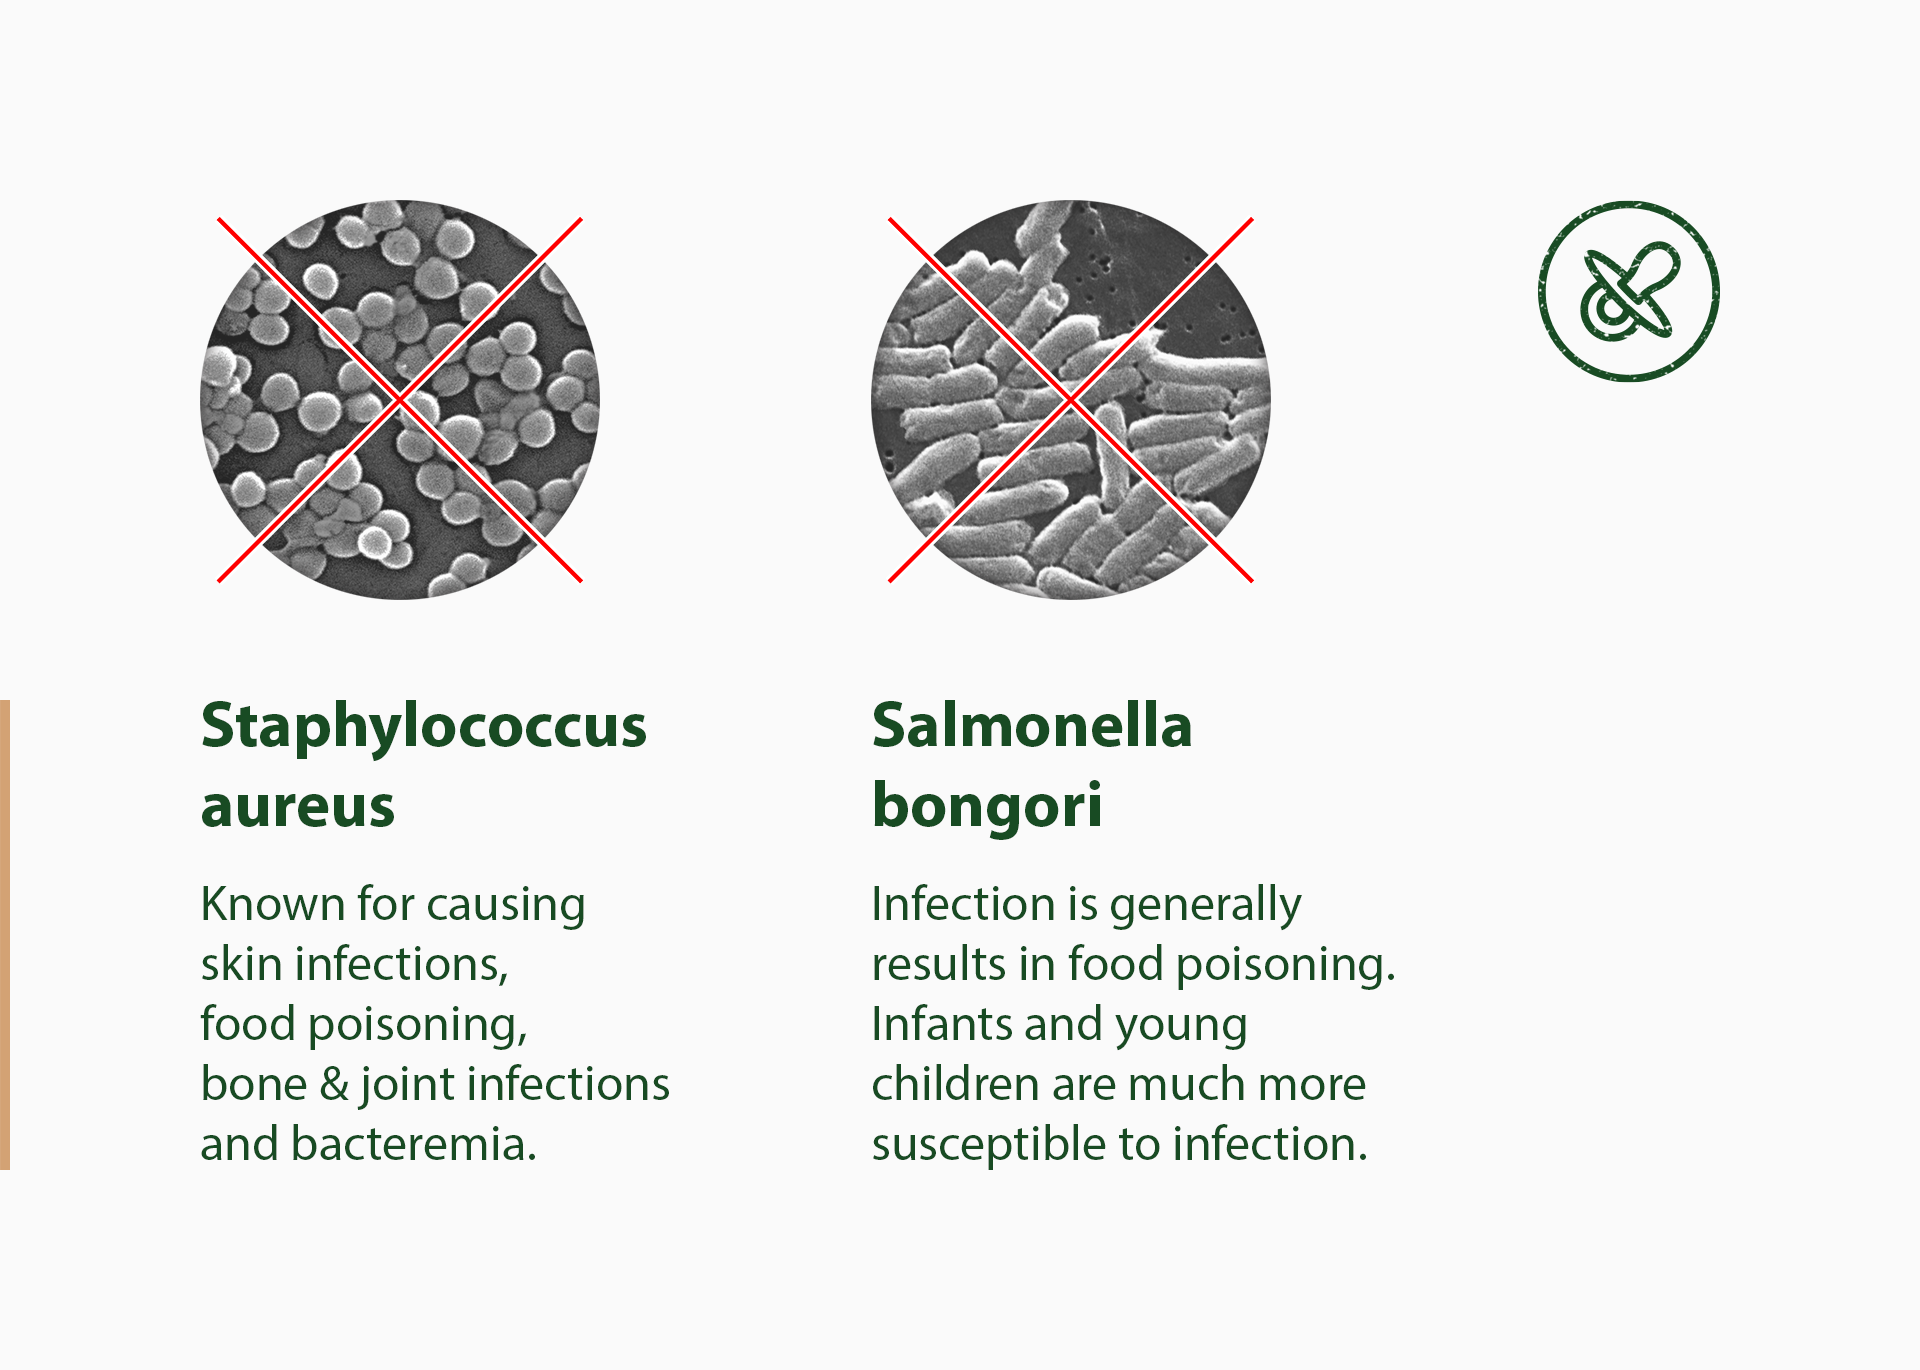 Staphylococcus
aureus
Known for causing
skin infections,
food poisoning,
bone & joint infections
and bacteremia.
Salmonella
bongori
Infection is generally
results in food poisoning.
Infants and young
children are much more
susceptible to infection.